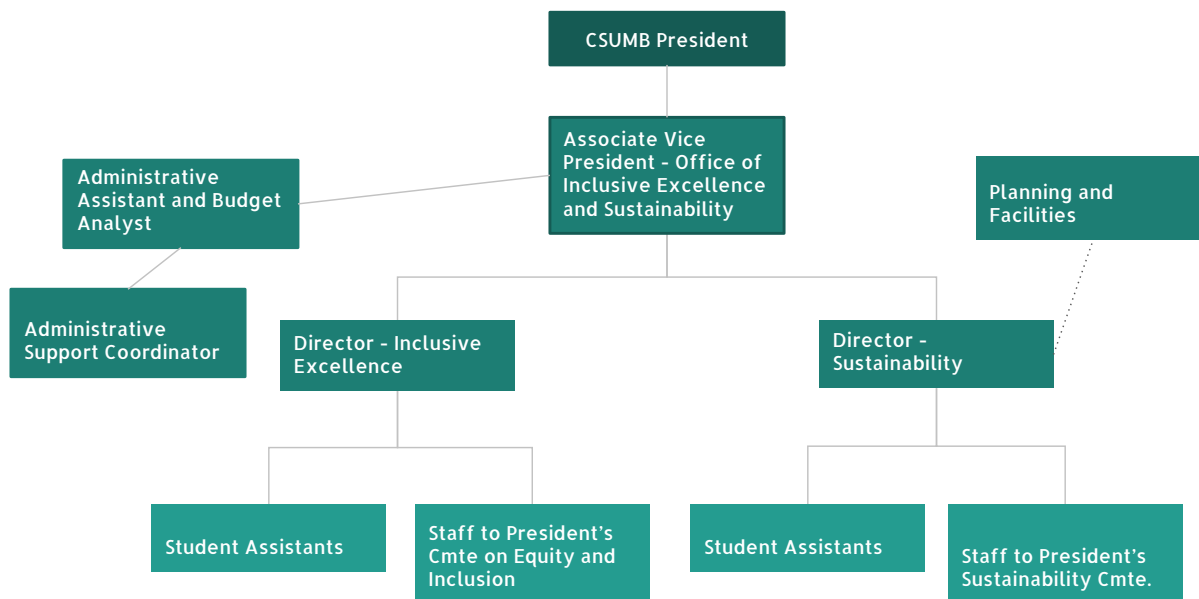 CSUMB President
Associate Vice
President - Office of
Inclusive Excellence
and Sustainability
Administrative
Assistant and Budget
Analyst
Planning and
Facilities
Administrative
Support Coordinator
Director - Inclusive
Excellence
Director -
Sustainability
Student Assistants
Staff to President’s
Cmte on Equity and
Inclusion
Student Assistants
Staff to President’s
Sustainability Cmte.